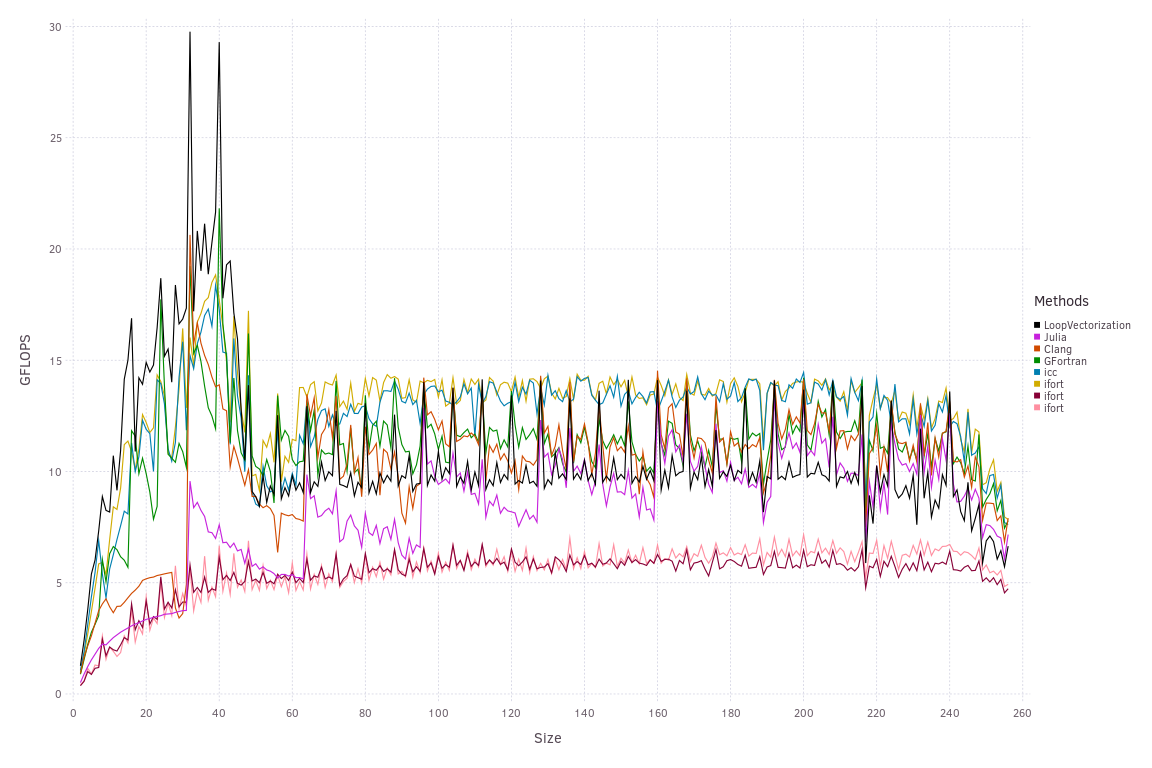 30
25
20
15
10
5
0
GFLOPS
0 20 40 60 80 100 120 140 160 180 200 220 240 260
Size
Methods
LoopVectorization
Julia
Clang
GFortran
icc
ifort
ifort
ifort